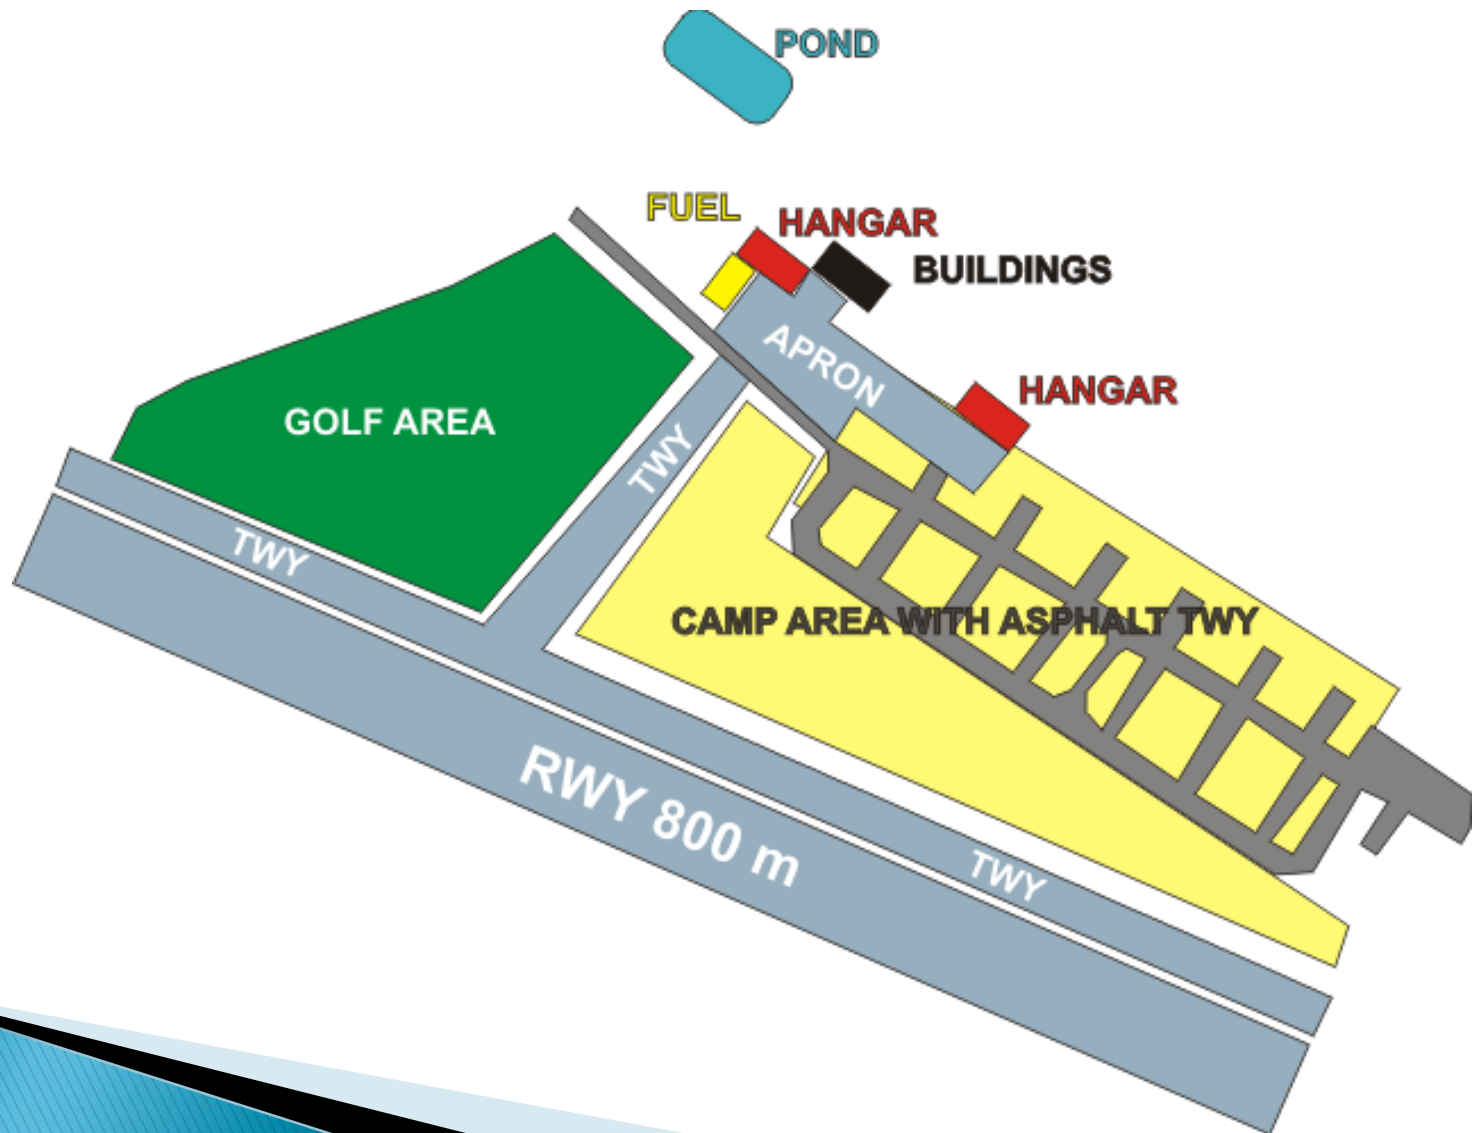 POND
FUEL
HANGAR
BUILDINGS
APRON
HANGAR
GOLF AREA
TWY
TWY
CAMP AREA WITH ASPHALT TWY
RWY 800 m
TWY